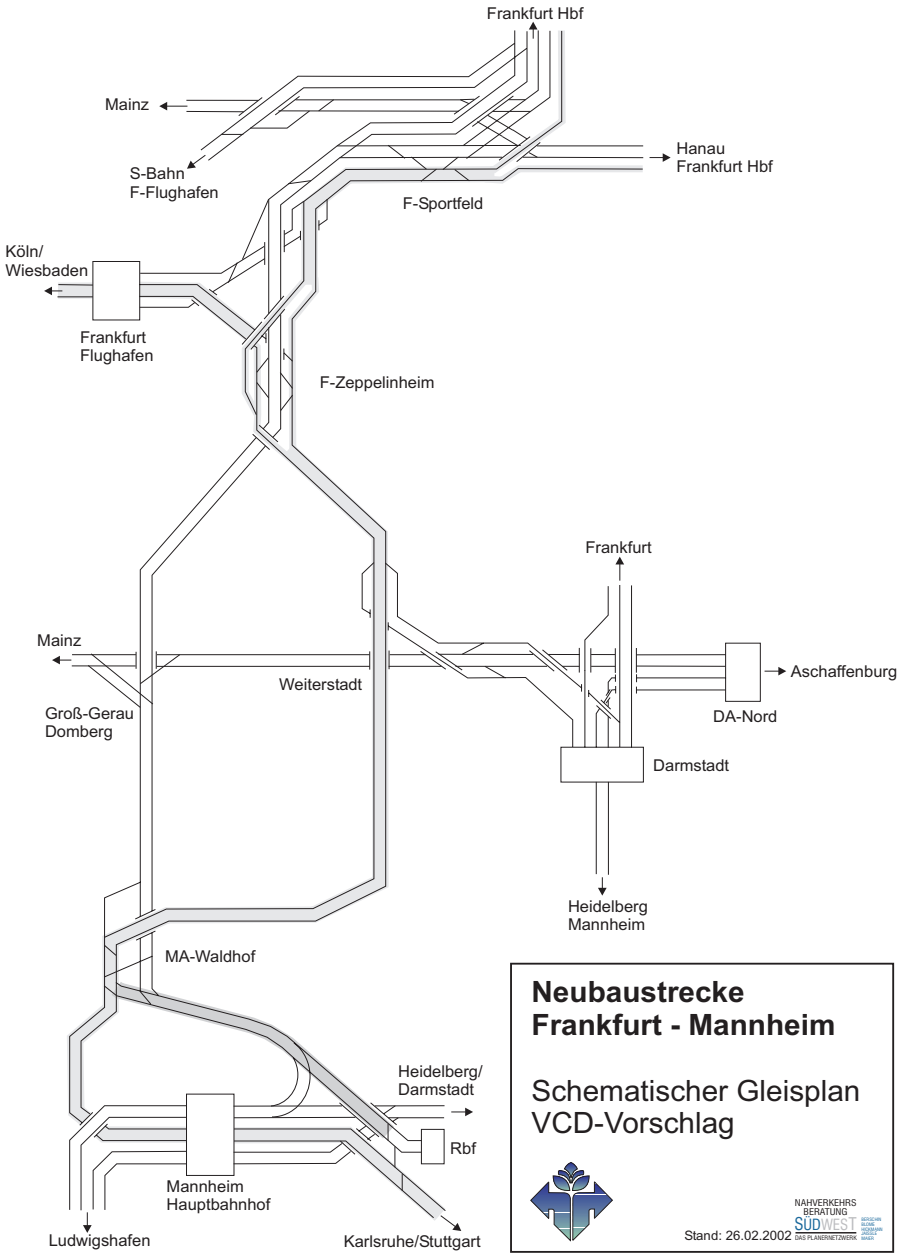 Frankfurt Hbf
Mainz
S-Bahn
F-Flughafen
Hanau
Frankfurt Hbf
F-Sportfeld
Köln/
Wiesbaden
Frankfurt
Flughafen
F-Zeppelinheim
Frankfurt
Mainz
Weiterstadt
Aschaffenburg
Groß-Gerau
Domberg
DA-Nord
Darmstadt
Heidelberg
Mannheim
MA-Waldhof
Heidelberg/
Darmstadt
Rbf
Mannheim
Hauptbahnhof
Ludwigshafen
Karlsruhe/Stuttgart
Neubaustrecke
Frankfurt - Mannheim
Schematischer Gleisplan
VCD-Vorschlag
Stand: 26.02.2002
NAHVERKEHRS
BERATUNG
SÜDWEST
DAS PLANERNETZWERK